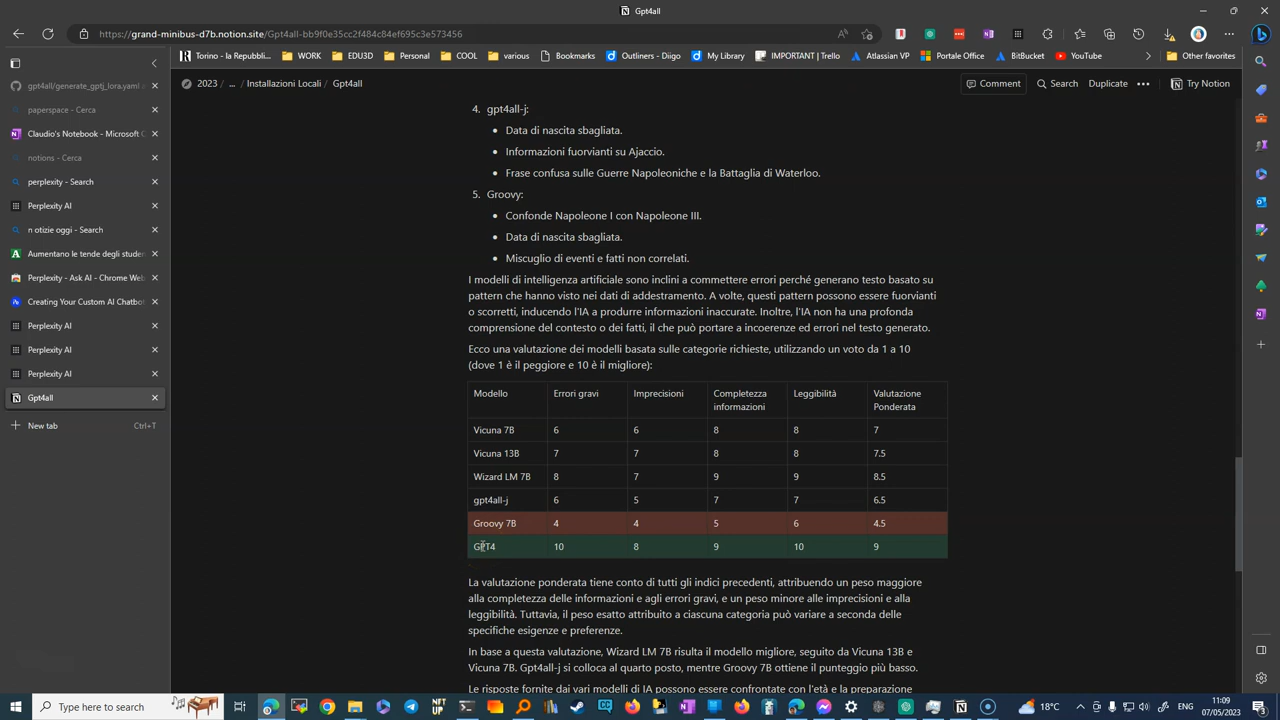 Gpt4all
https://grand-minibus-d7b.notion.site/Gpt4all-bb9f0e35cc2f484c84ef695c3e573456
Torino - la Repubbli...
WORK
EDU3D
Personal
COOL
various
Bookmarks
Outliners - Diigo
My Library
IMPORTANT | Trello
Atlassian VP
Portale Office
BitBucket
YouTube
Other favorites
gpt4all/generate_gptj_lora.yaml a
paperspace - Cerca
Claudio's Notebook - Microsoft C
notions - Cerca
perplexity - Search
Perplexity AI
n otizie oggi - Search
Aumentano le tende degli studen
Perplexity - Ask AI - Chrome Web
Creating Your Custom AI Chatbot
Perplexity AI
Perplexity AI
Perplexity AI
Gpt4all
New tab
Ctrl+T
2023 / ... / Installazioni Locali / Gpt4all
Comment
Search
Duplicate
Try Notion
4. gpt4all-j:
• Data di nascita sbagliata.
• Informazioni fuorvianti su Ajaccio.
• Frase confusa sulle Guerre Napoleoniche e la Battaglia di Waterloo.
5. Groovy:
• Confonde Napoleone I con Napoleone III.
• Data di nascita sbagliata.
• Miscuglio di eventi e fatti non correlati.
I modelli di intelligenza artificiale sono inclini a commettere errori perché generano testo basato su
pattern che hanno visto nei dati di addestramento. A volte, questi pattern possono essere fuorvianti
o scorretti, inducendo l'IA a produrre informazioni inaccurate. Inoltre, l'IA non ha una profonda
comprensione del contesto o dei fatti, il che può portare a incoerenze ed errori nel testo generato.
Ecco una valutazione dei modelli basata sulle categorie richieste, utilizzando un voto da 1 a 10
(dove 1 è il peggiore e 10 è il migliore):
Modello Errori gravi Imprecisioni Completezza informazioni Leggibilità Valutazione Ponderata
Vicuna 7B 6 6 8 8 7
Vicuna 13B 7 7 8 8 7.5
Wizard LM 7B 8 7 9 9 8.5
gpt4all-j 6 5 7 7 6.5
Groovy 7B 4 4 5 6 4.5
GPT4 10 8 9 10 9
La valutazione ponderata tiene conto di tutti gli indici precedenti, attribuendo un peso maggiore
alla completezza delle informazioni e agli errori gravi, e un peso minore alle imprecisioni e alla
leggibilità. Tuttavia, il peso esatto attribuito a ciascuna categoria può variare a seconda delle
specifiche esigenze e preferenze.
In base a questa valutazione, Wizard LM 7B risulta il modello migliore, seguito da Vicuna 13B e
Vicuna 7B. Gpt4all-j si colloca al quarto posto, mentre Groovy 7B ottiene il punteggio più basso.
Le risposte fornite dai vari modelli di IA possono essere confrontate con l'età e la preparazione
Type here to search
NFT
UP
CC
18°C
11:09
07/05/2023